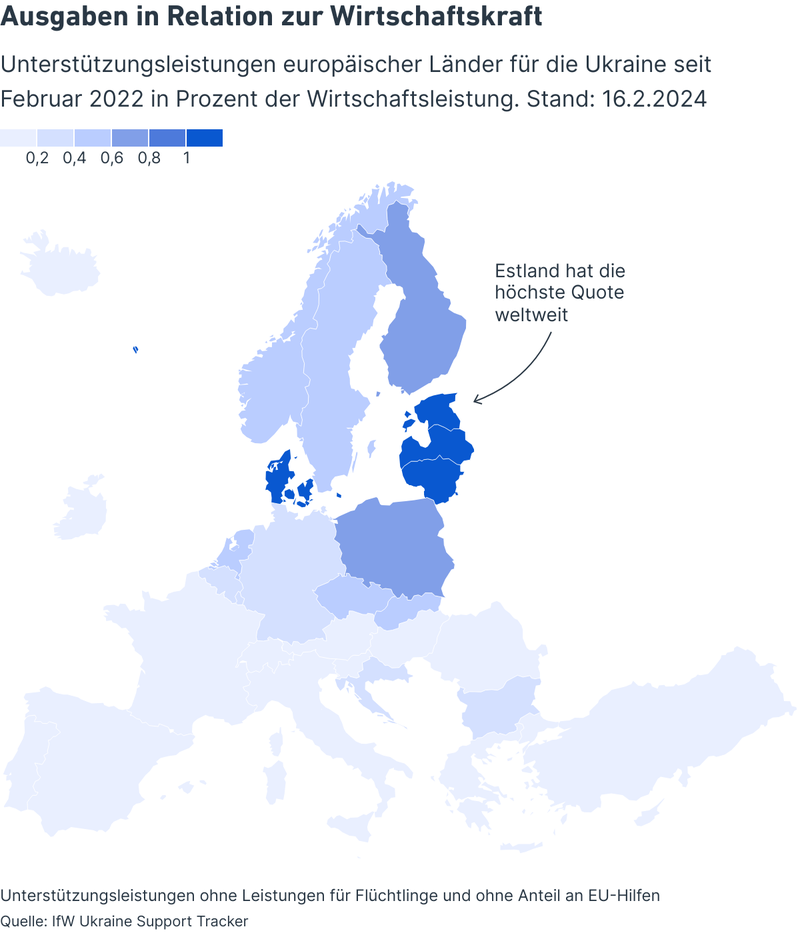 Ausgaben in Relation zur Wirtschaftskraft
Unterstützungsleistungen europäischer Länder für die Ukraine seit
Februar 2022 in Prozent der Wirtschaftsleistung. Stand: 16.2.2024
0,2 0,4 0,6 0,8 1
Estland hat die
höchste Quote
weltweit
Unterstützungsleistungen ohne Leistungen für Flüchtlinge und ohne Anteil an EU-Hilfen
Quelle: IfW Ukraine Support Tracker